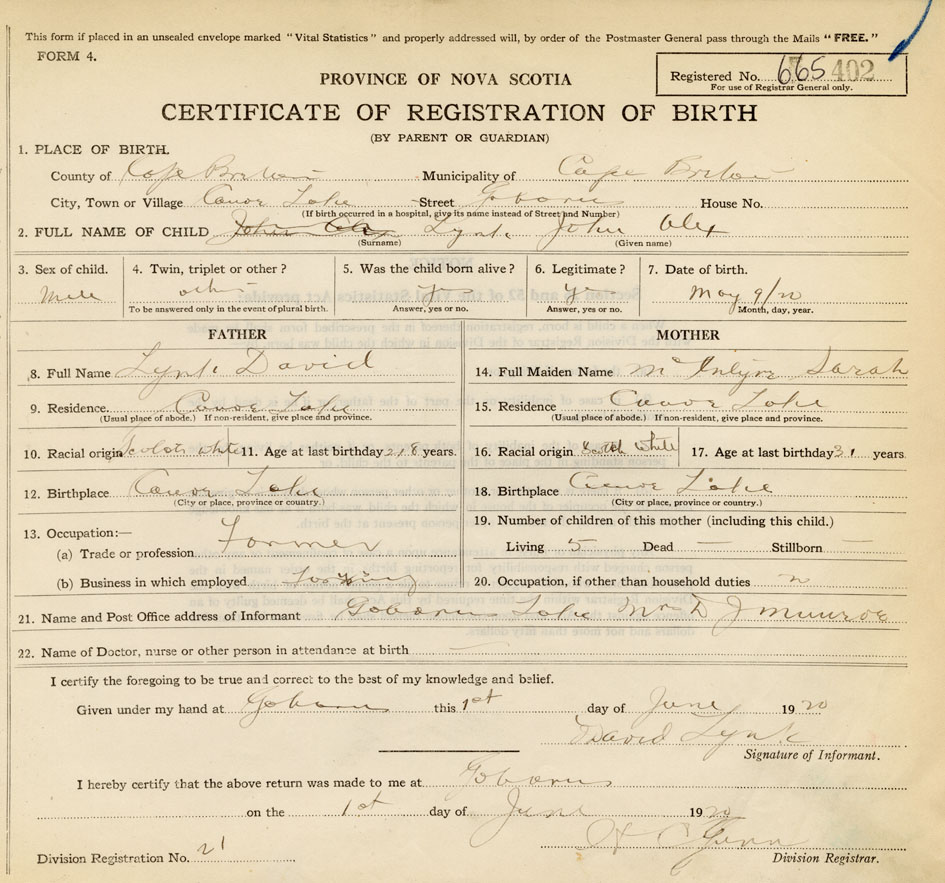 This form if placed in an unsealed envelope marked "Vital Statistics" and properly addressed will, by order of the Postmaster General pass through the Mails "FREE."
FORM 4.
PROVINCE OF NOVA SCOTIA
Registered No. 665 402
For use of Registrar General only.
CERTIFICATE OF REGISTRATION OF BIRTH
(BY PARENT OR GUARDIAN)
1. PLACE OF BIRTH.
County of Cape Breton Municipality of Cape Breton
City, Town or Village Canoe Lake Street Gabarus House No.
(If birth occurred in a hospital, give its name instead of Street and Number)
2. FULL NAME OF CHILD John Alex Lynk John Alex
(Surname) (Given name)
3. Sex of child. 4. Twin, triplet or other? 5. Was the child born alive? 6. Legitimate? 7. Date of birth.
Male other yes yes May 9/20
To be answered only in the event of plural birth. Answer, yes or no. Answer, yes or no. Month, day, year.
FATHER MOTHER
8. Full Name Lynk David 14. Full Maiden Name McIntyre Sarah
9. Residence. Canoe Lake 15. Residence Canoe Lake
(Usual place of abode.) If non-resident, give place and province. (Usual place of abode.) If non-resident, give place and province.
10. Racial origin white 11. Age at last birthday years. 16. Racial origin white 17. Age at last birthday 31 years.
12. Birthplace Canoe Lake 18. Birthplace Canoe Lake
(City or place, province or country.) (City or place, province or country.)
13. Occupation:— 19. Number of children of this mother (including this child.)
(a) Trade or profession Farmer Living 5 Dead — Stillborn —
(b) Business in which employed Farming 20. Occupation, if other than household duties no
21. Name and Post Office address of Informant Gabarus Lake Mrs D J Munroe
22. Name of Doctor, nurse or other person in attendance at birth —
I certify the foregoing to be true and correct to the best of my knowledge and belief.
Given under my hand at Gabarus this 1st day of June 1920
David Lynk
Signature of Informant.
I hereby certify that the above return was made to me at Gabarus
on the 1st day of June 1920
Division Registration No. 21
Division Registrar.